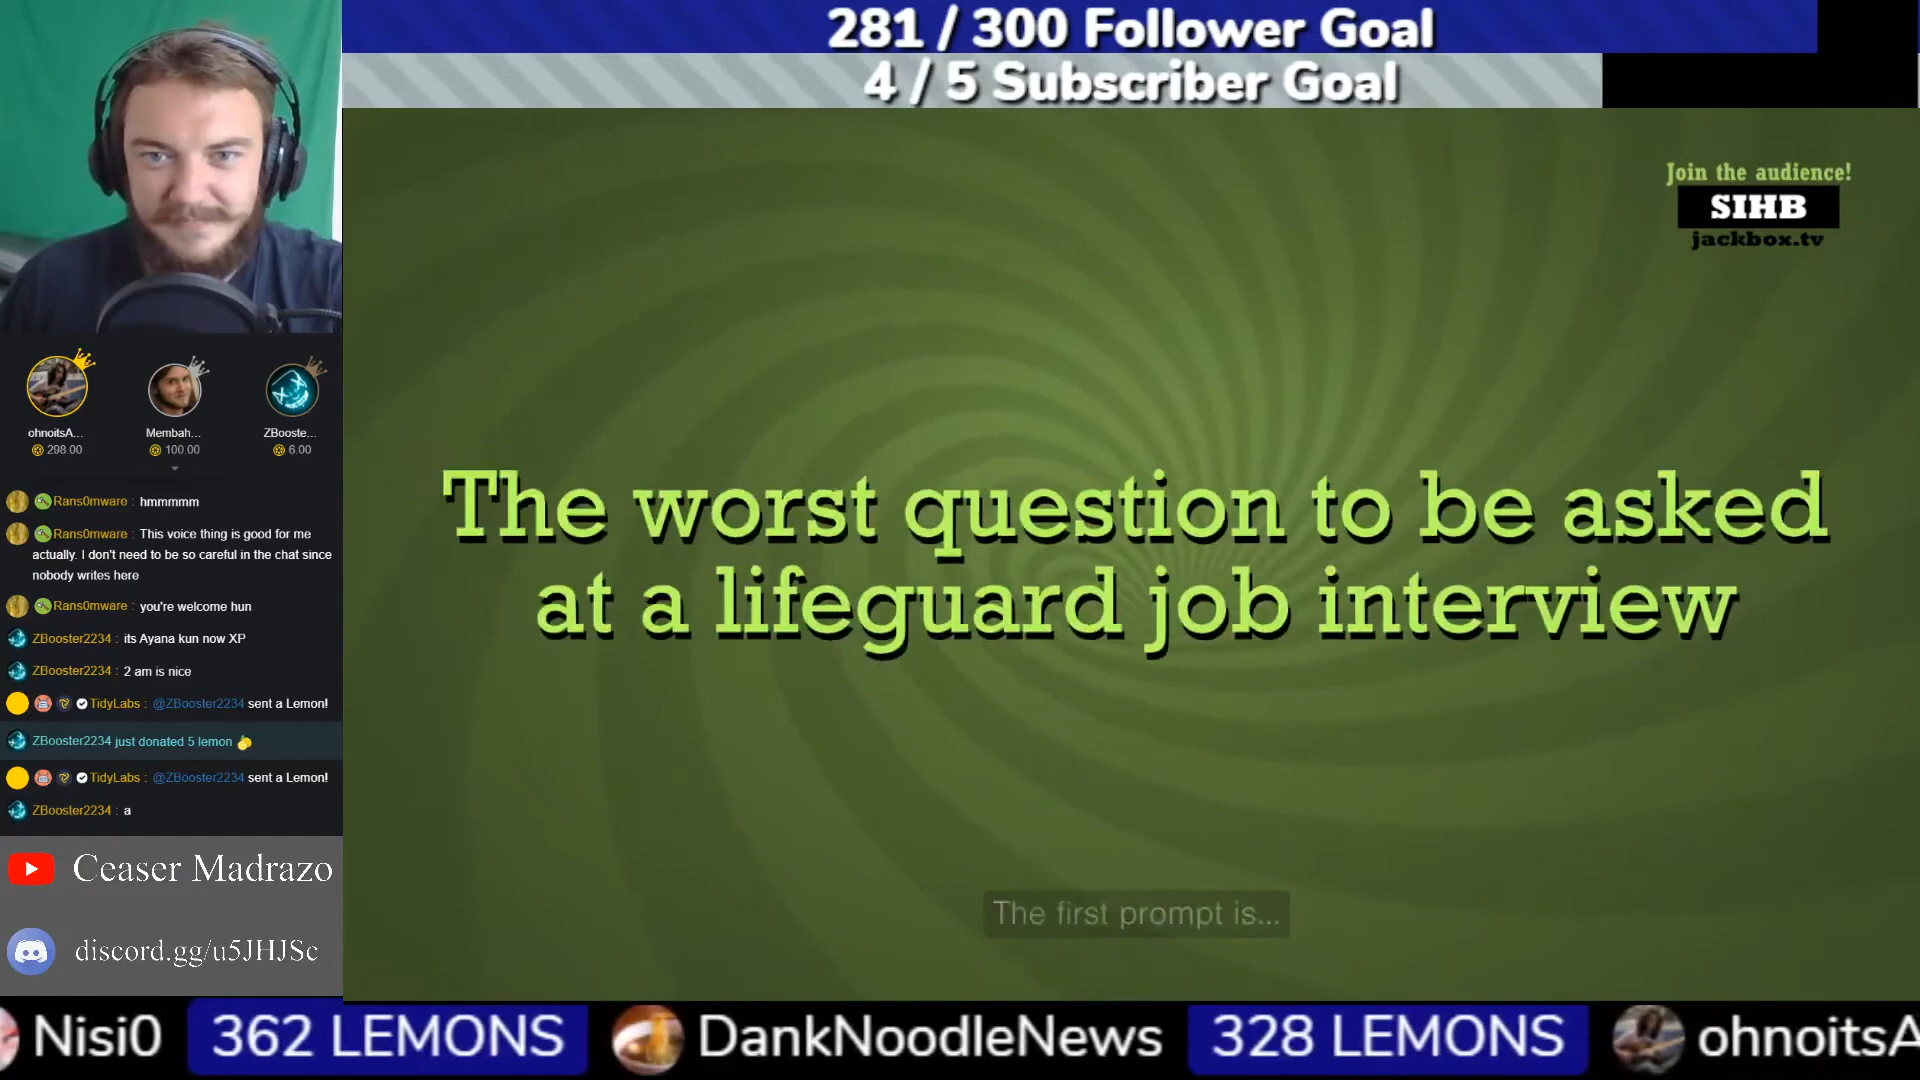 281 / 300 Follower Goal
4 / 5 Subscriber Goal
Join the audience!
SIHB
jackbox.tv
The worst question to be asked
at a lifeguard job interview
The first prompt is...
ohnoitsA...
298.00
Membah...
100.00
ZBooste...
6.00
Rans0mware : hmmmmm
Rans0mware : This voice thing is good for me
actually. I don't need to be so careful in the chat since
nobody writes here
Rans0mware : you're welcome hun
ZBooster2234 : its Ayana kun now XP
ZBooster2234 : 2 am is nice
TidyLabs : @ZBooster2234 sent a Lemon!
ZBooster2234 just donated 5 lemon 🍋
TidyLabs : @ZBooster2234 sent a Lemon!
ZBooster2234 : a
Ceaser Madrazo
discord.gg/u5JHJSc
Nisi0 362 LEMONS DankNoodleNews 328 LEMONS ohnoitsA